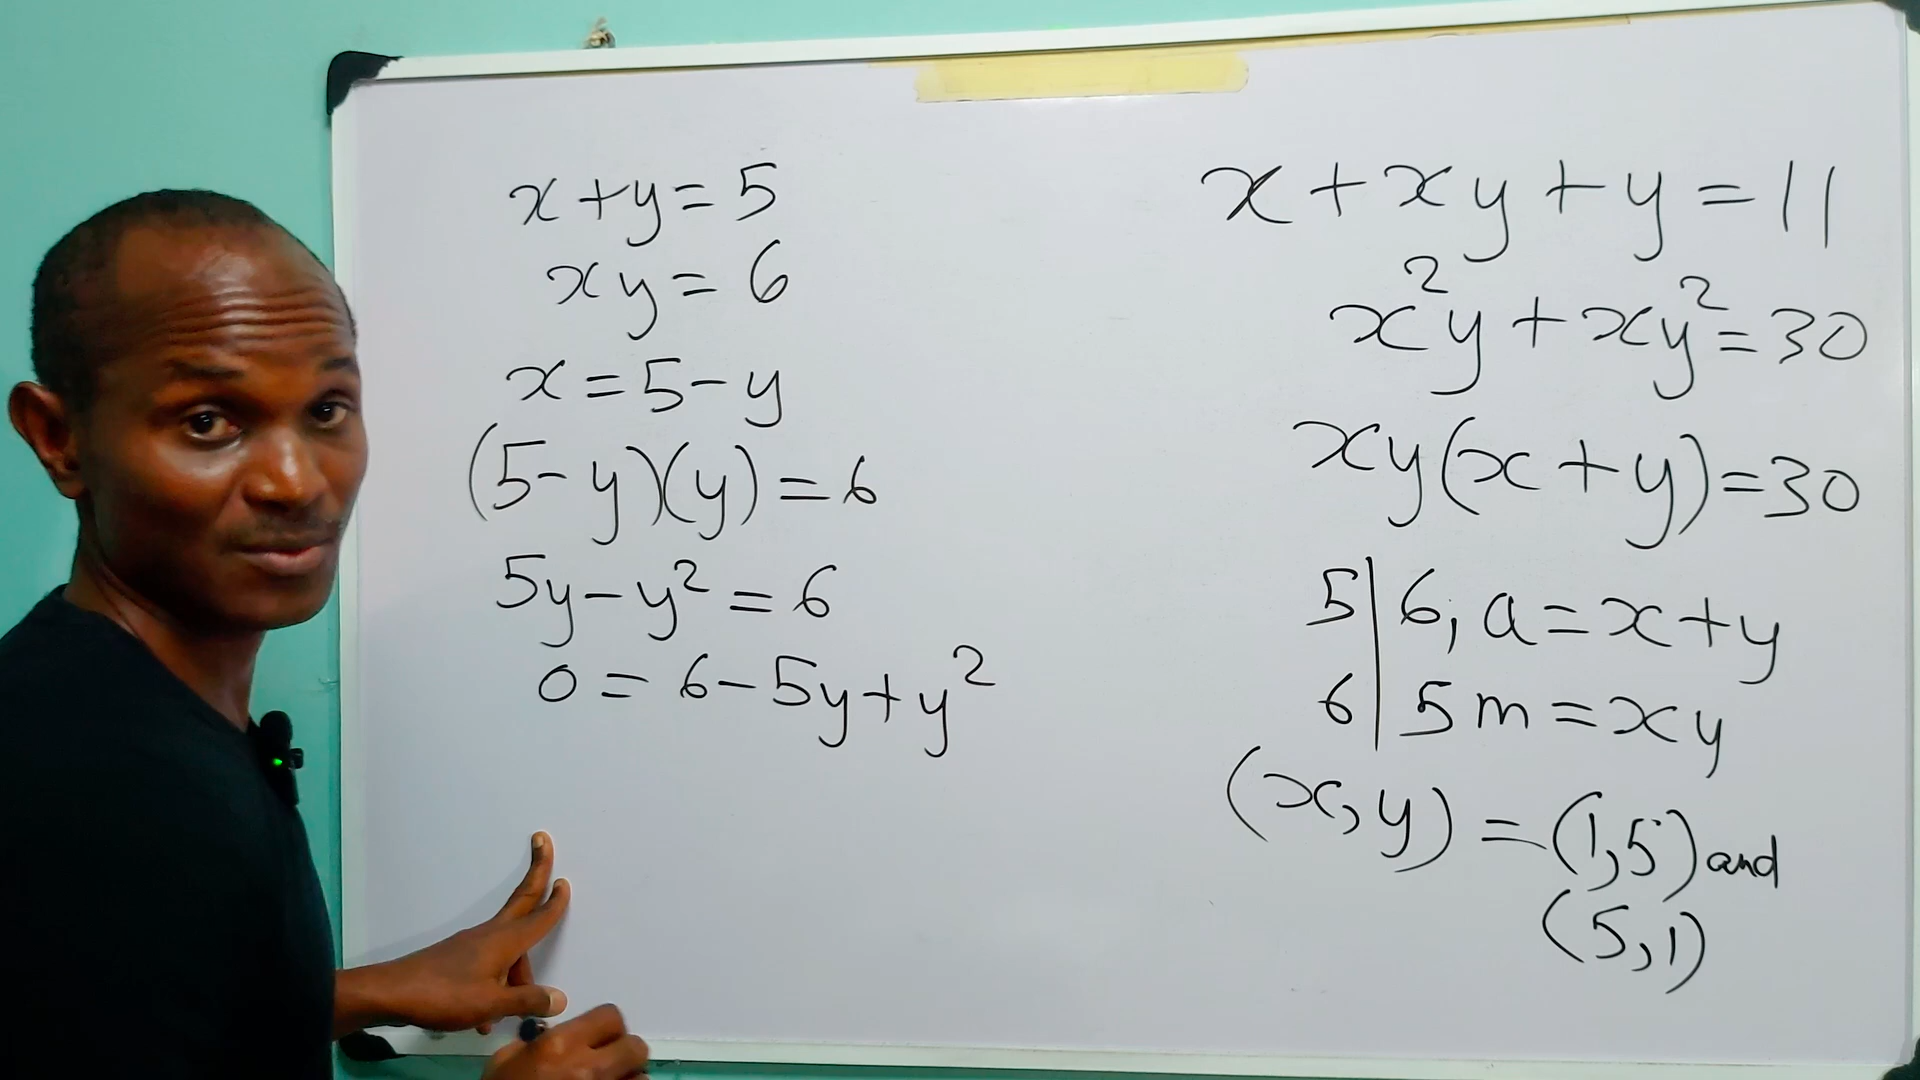 x + y = 5
xy = 6
x = 5 - y
(5 - y)(y) = 6
5y - y² = 6
0 = 6 - 5y + y²
x + xy + y = 11
x²y + xy² = 30
xy(x + y) = 30
5 | 6, a = x + y
6 | 5 m = xy
(x, y) = (1, 5) and
(5, 1)